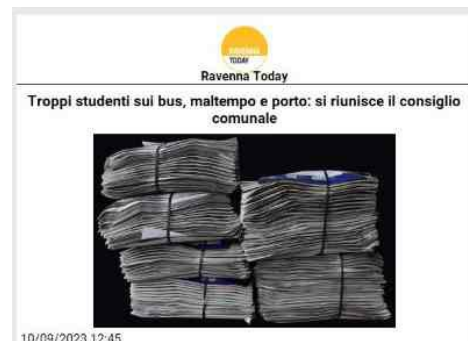 RAVENNA
TODAY
Ravenna Today
Troppi studenti sui bus, maltempo e porto: si riunisce il consiglio
comunale
10/09/2023 12:45